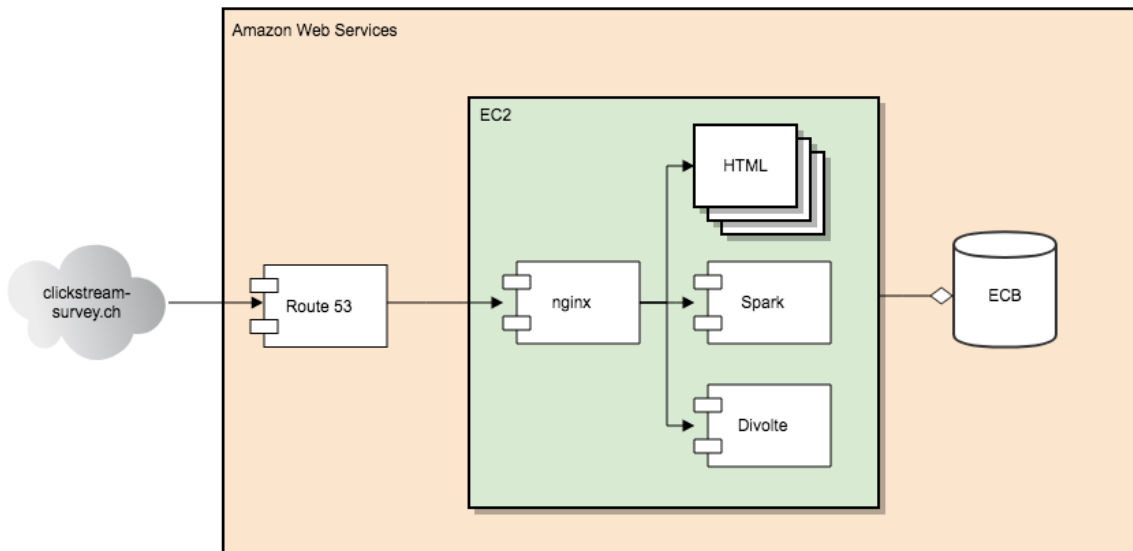 Amazon Web Services
EC2
HTML
clickstream-
survey.ch
Route 53
nginx
Spark
ECB
Divolte